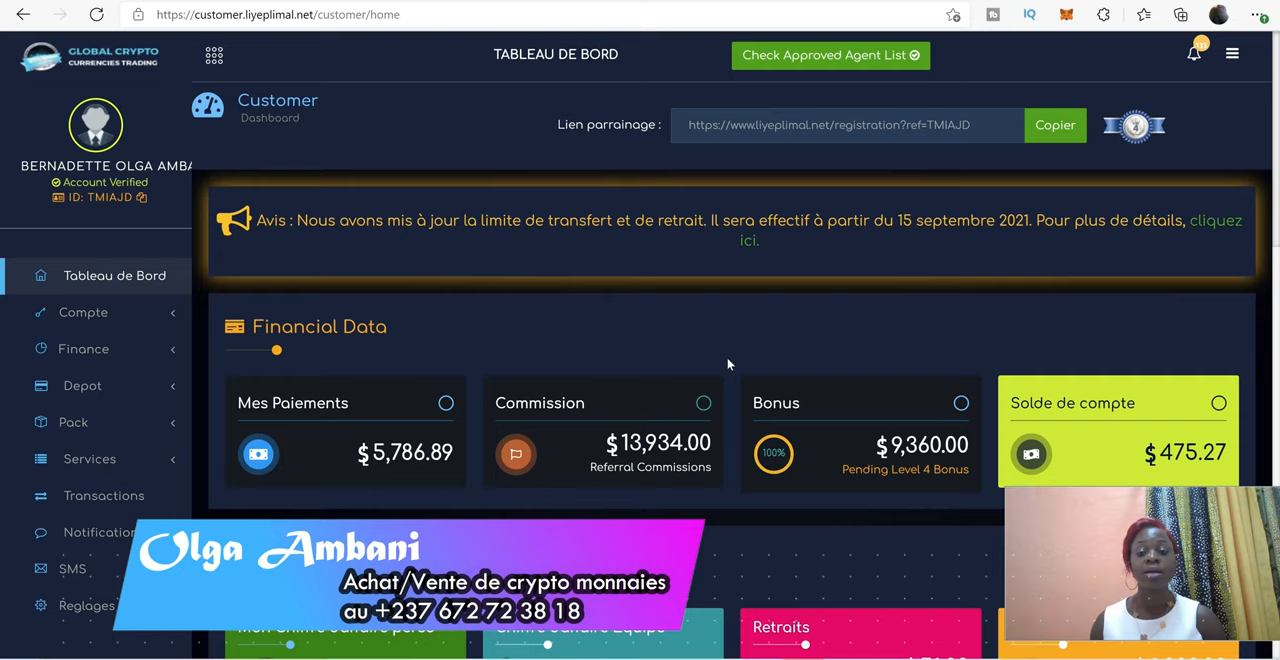 https://customer.liyeplimal.net/customer/home
GLOBAL CRYPTO
CURRENCIES TRADING
TABLEAU DE BORD
Check Approved Agent List
Customer
Dashboard
Lien parrainage :
https://www.liyeplimal.net/registration?ref=TMIAJD
Copier
BERNADETTE OLGA AMBA
Account Verified
ID: TMIAJD
Avis : Nous avons mis à jour la limite de transfert et de retrait. Il sera effectif à partir du 15 septembre 2021. Pour plus de détails, cliquez
ici.
Tableau de Bord
Compte
Finance
Depot
Pack
Services
Transactions
Notification
SMS
Reglages
Financial Data
Mes Paiements
$5,786.89
Commission
$13,934.00
Referral Commissions
Bonus
100%
$9,360.00
Pending Level 4 Bonus
Solde de compte
$475.27
Olga Ambani
Achat/Vente de crypto monnaies
au +237 672 72 38 18
Retraits